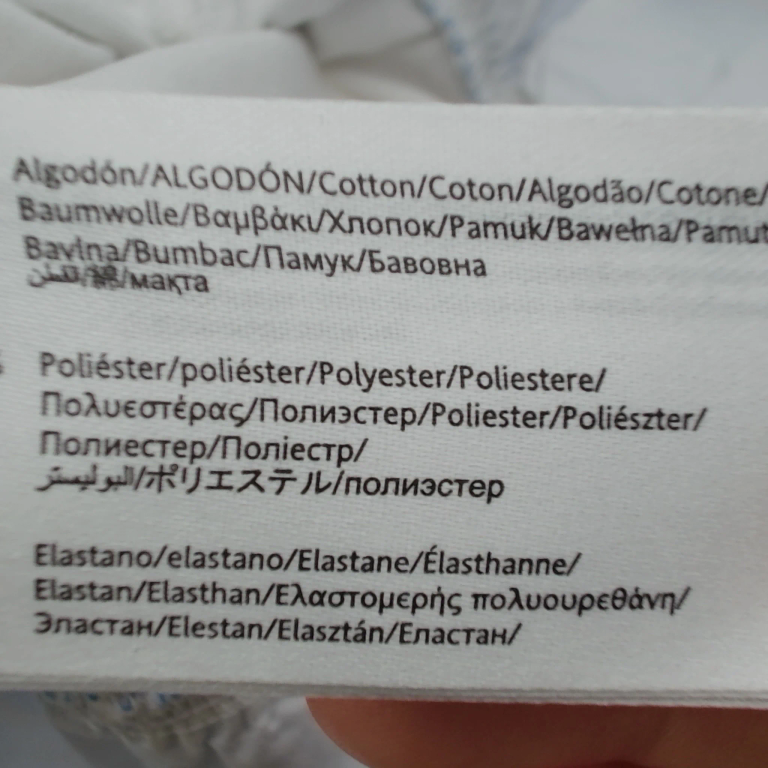 Algodón/ALGODÓN/Cotton/Coton/Algodão/Cotone/
Baumwolle/Βαμβάκι/Хлопок/Pamuk/Bawełna/Pamut
Bavlna/Bumbac/Памук/Бавовна
قطن/綿/мақта
Poliéster/poliéster/Polyester/Poliestere/
Πολυεστέρας/Полиэстер/Poliester/Poliészter/
Полиестер/Поліестр/
البوليستر/ポリエステル/полиэстер
Elastano/elastano/Elastane/Élasthanne/
Elastan/Elasthan/Ελαστομερής πολυουρεθάνη/
Эластан/Elestan/Elasztán/Еластан/